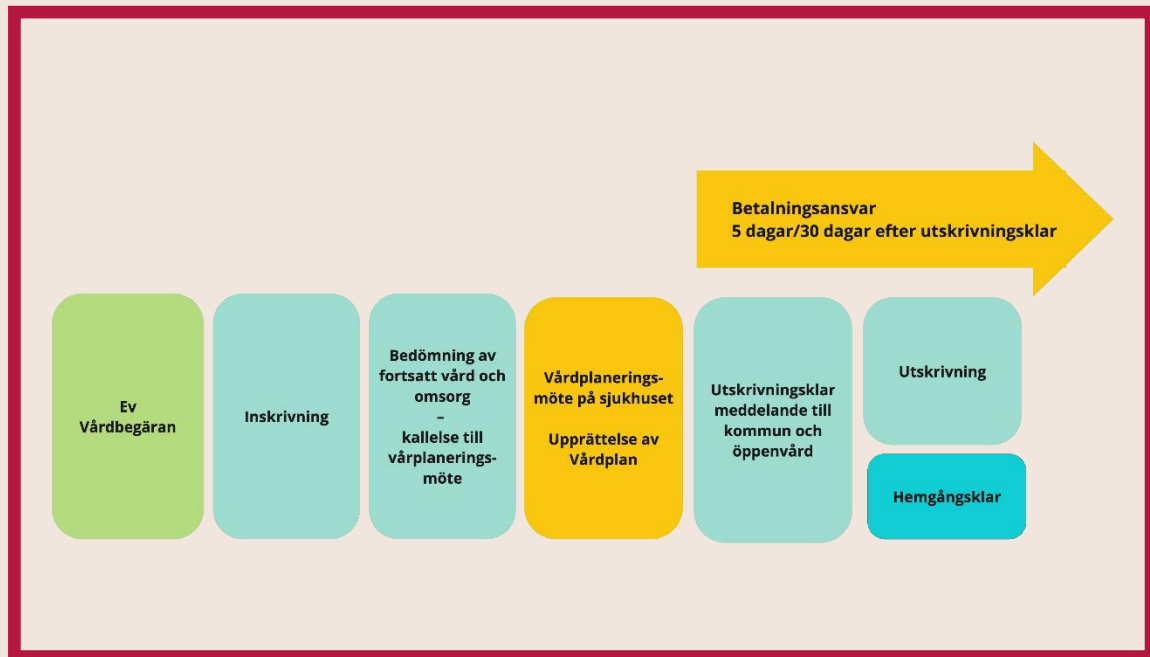 Betalningsansvar
5 dagar/30 dagar efter utskrivningsklar
Ev
Vårdbegäran
Inskrivning
Bedömning av
fortsatt vård och
omsorg
–
kallelse till
vårplanerings-
möte
Vårdplanerings-
möte på sjukhuset
Upprättelse av
Vårdplan
Utskrivningsklar
meddelande till
kommun och
öppenvård
Utskrivning
Hemgångsklar